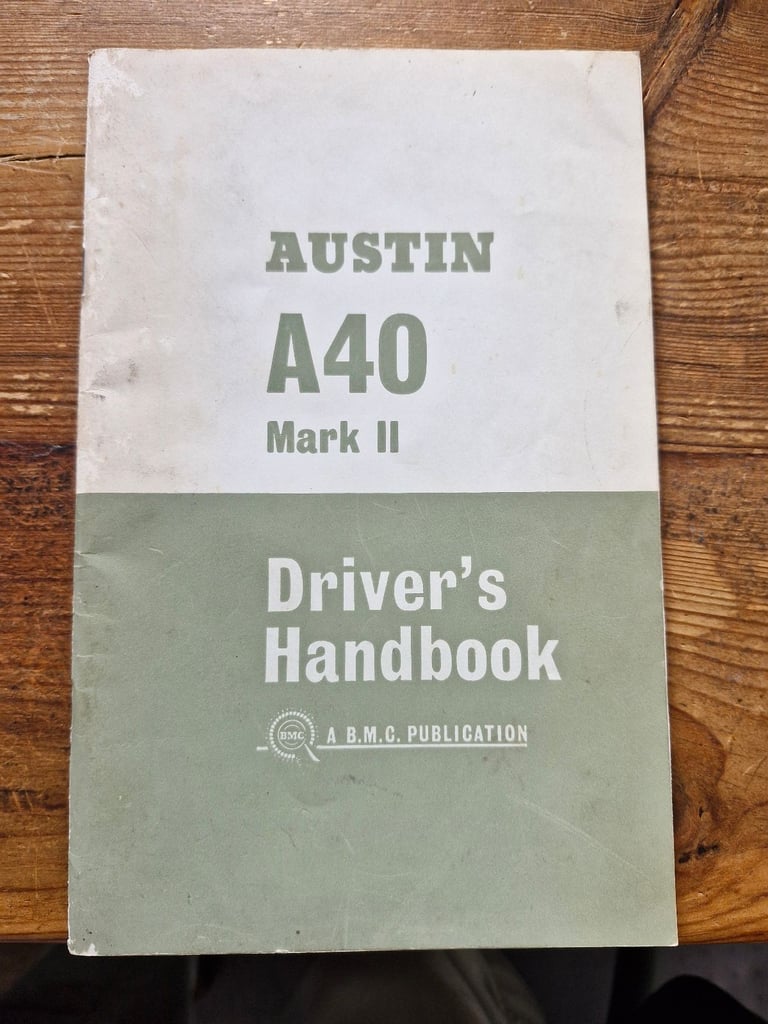 AUSTIN
A40
Mark II
Driver's
Handbook
BMC A B.M.C. PUBLICATION